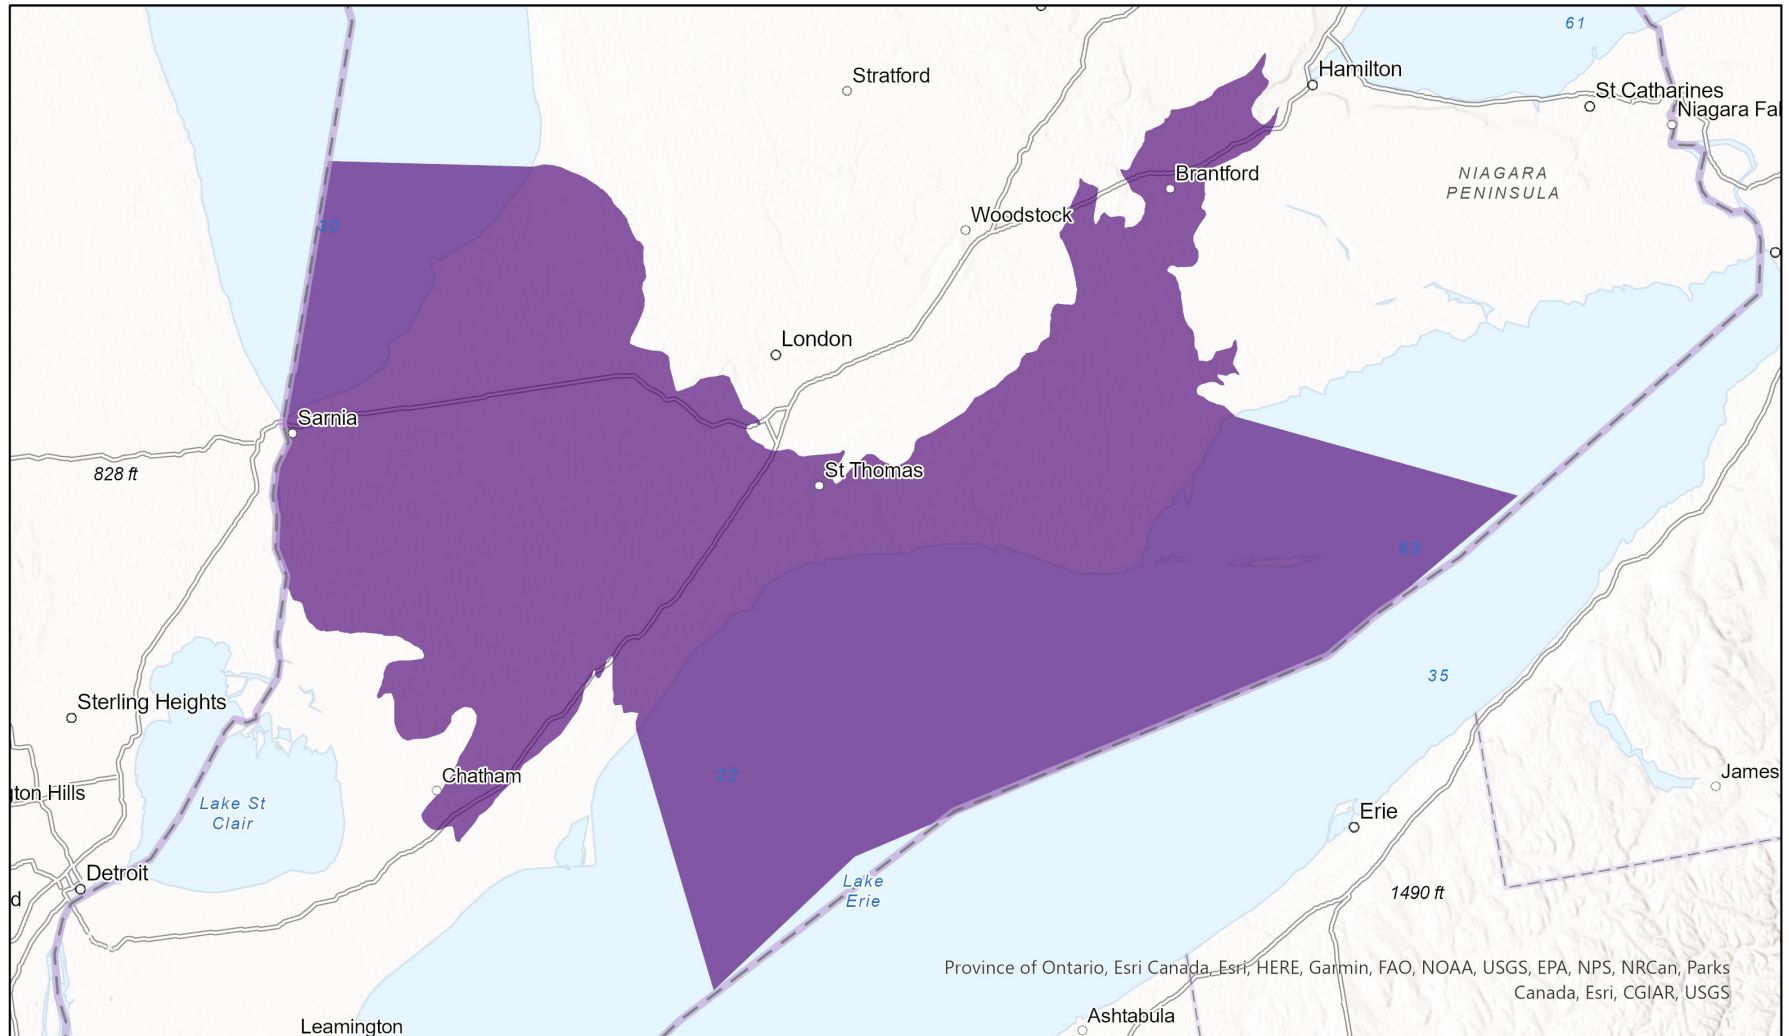 61
Hamilton
Stratford
St Catharines
Niagara Fal
NIAGARA
PENINSULA
Brantford
Woodstock
30
London
Sarnia
828 ft
St Thomas
63
35
Sterling Heights
22
Chatham
James
gton Hills
Lake St
Clair
Erie
Detroit
Lake
Erie
1490 ft
d
Province of Ontario, Esri Canada, Esri, HERE, Garmin, FAO, NOAA, USGS, EPA, NPS, NRCan, Parks
Canada, Esri, CGIAR, USGS
Ashtabula
Leamington